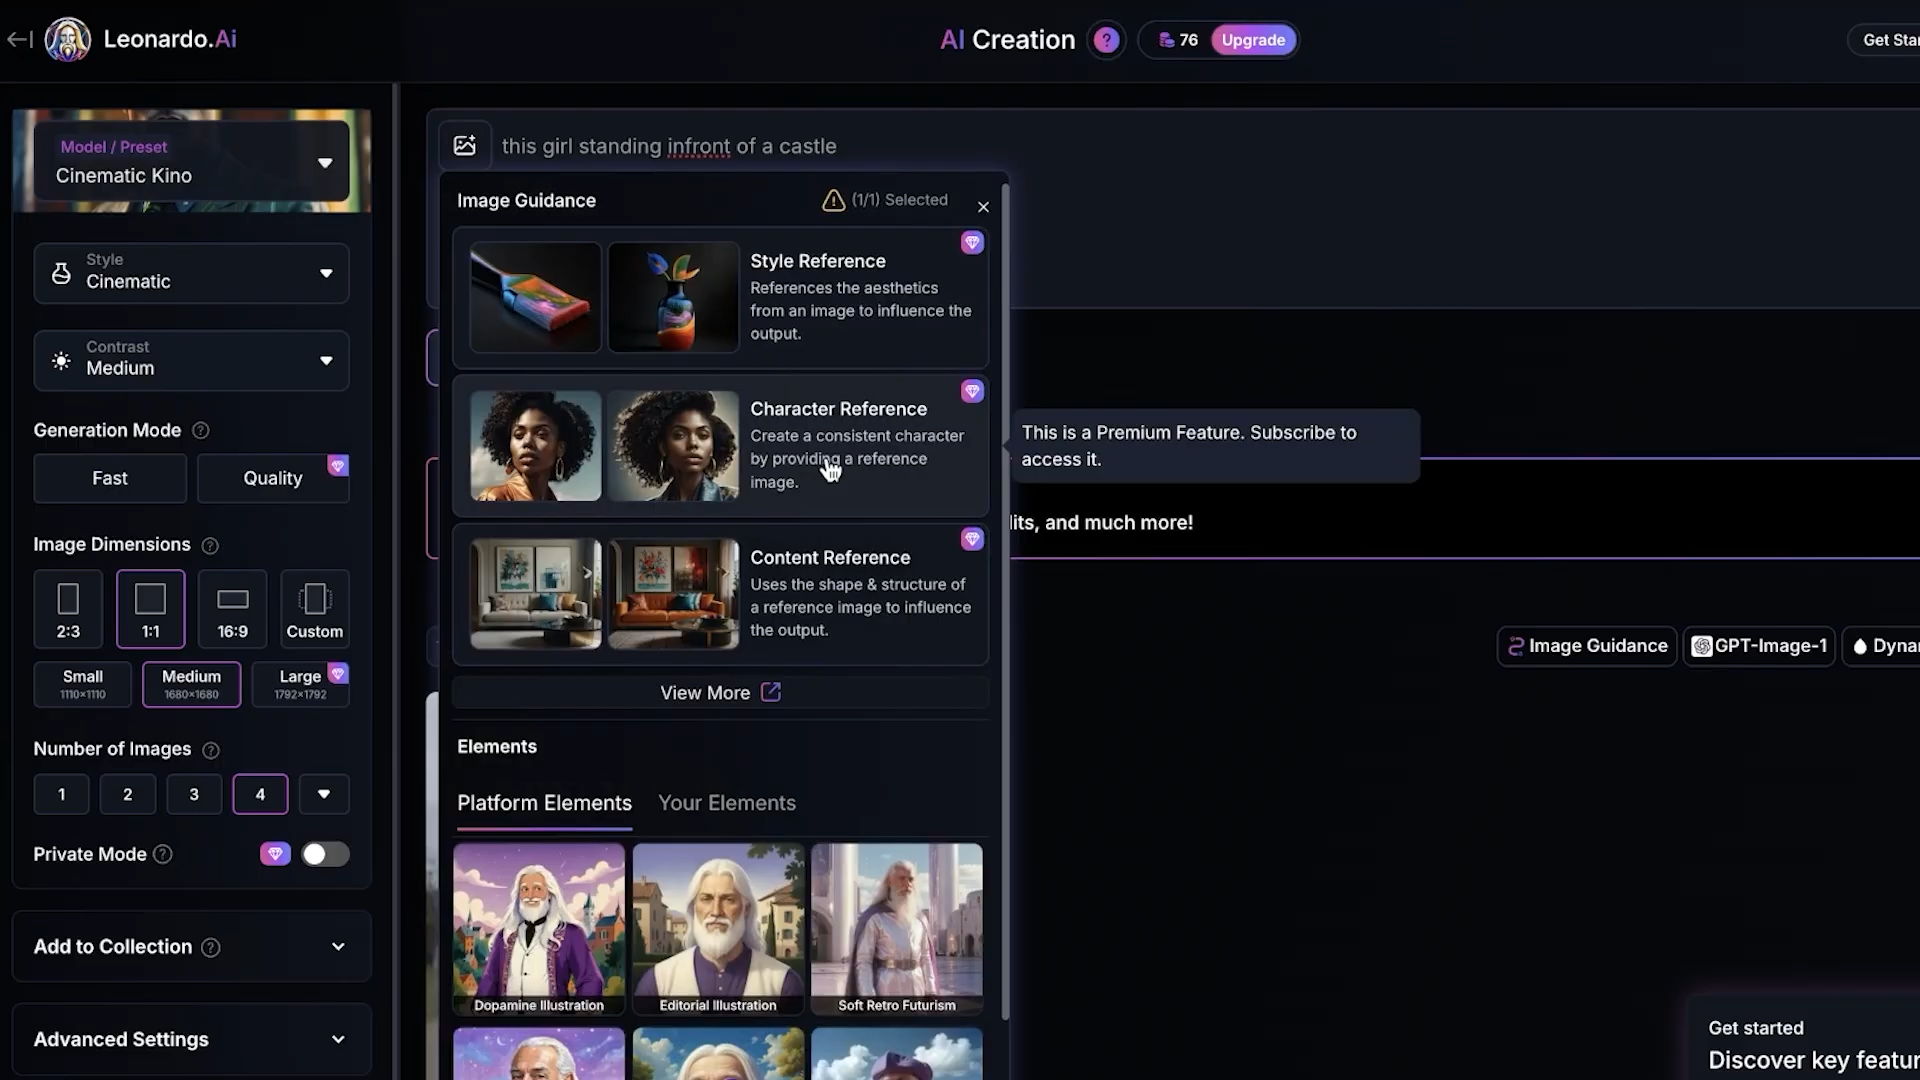 Leonardo.Ai
AI Creation
?
76
Upgrade
Get Star
Model / Preset
Cinematic Kino
Style
Cinematic
Contrast
Medium
Generation Mode ?
Fast
Quality
Image Dimensions ?
2:3
1:1
16:9
Custom
Small
1110×1110
Medium
1680×1680
Large
1792×1792
Number of Images ?
1
2
3
4
Private Mode ?
Add to Collection ?
Advanced Settings
this girl standing infront of a castle
Image Guidance
(1/1) Selected
Style Reference
References the aesthetics
from an image to influence the
output.
Character Reference
Create a consistent character
by providing a reference
image.
This is a Premium Feature. Subscribe to
access it.
Content Reference
Uses the shape & structure of
a reference image to influence
the output.
View More
Elements
Platform Elements
Your Elements
Dopamine Illustration
Editorial Illustration
Soft Retro Futurism
lits, and much more!
Image Guidance
GPT-Image-1
Dynar
Get started
Discover key featur